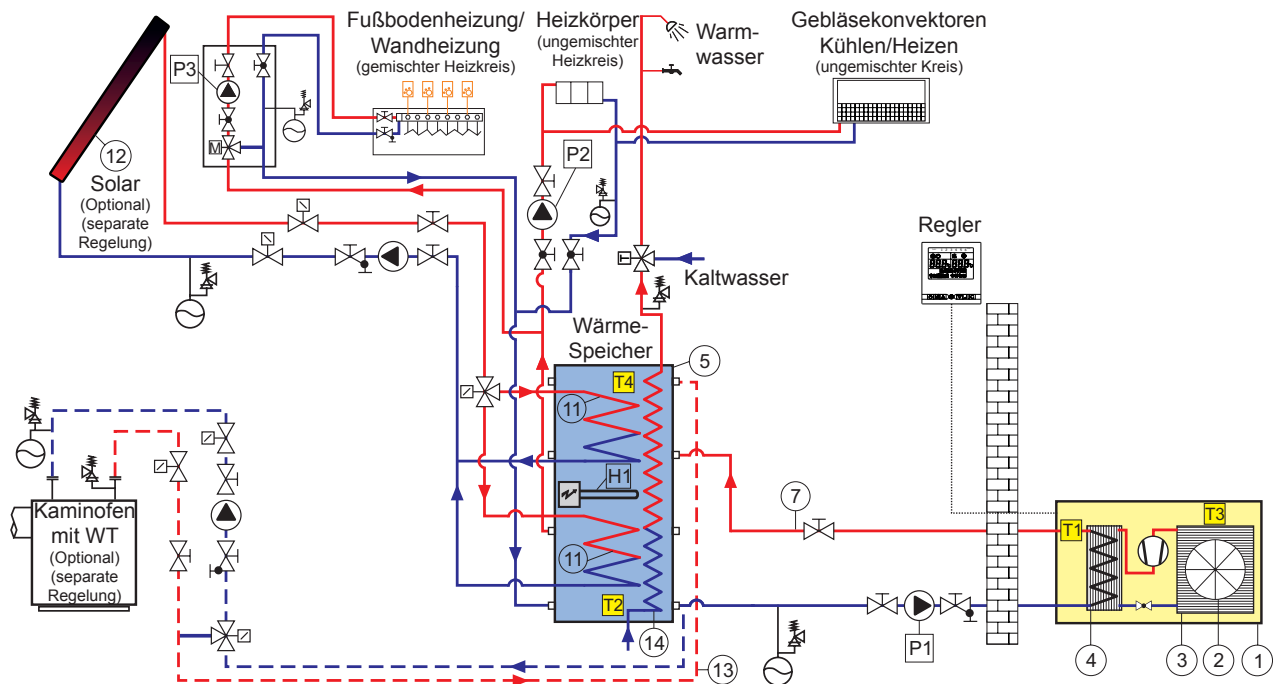 Fußbodenheizung/
Wandheizung
(gemischter Heizkreis)
Heizkörper
(ungemischter
Heizkreis)
Warm-
wasser
Gebläsekonvektoren
Kühlen/Heizen
(ungemischter Kreis)
P3
M
12
Solar
(Optional)
(separate
Regelung)
P2
Regler
Kaltwasser
Wärme-
Speicher
5
T4
11
H1
7
T1
T3
Kaminofen
mit WT
(Optional)
(separate
Regelung)
11
T2
14
P1
13
4
3
2
1